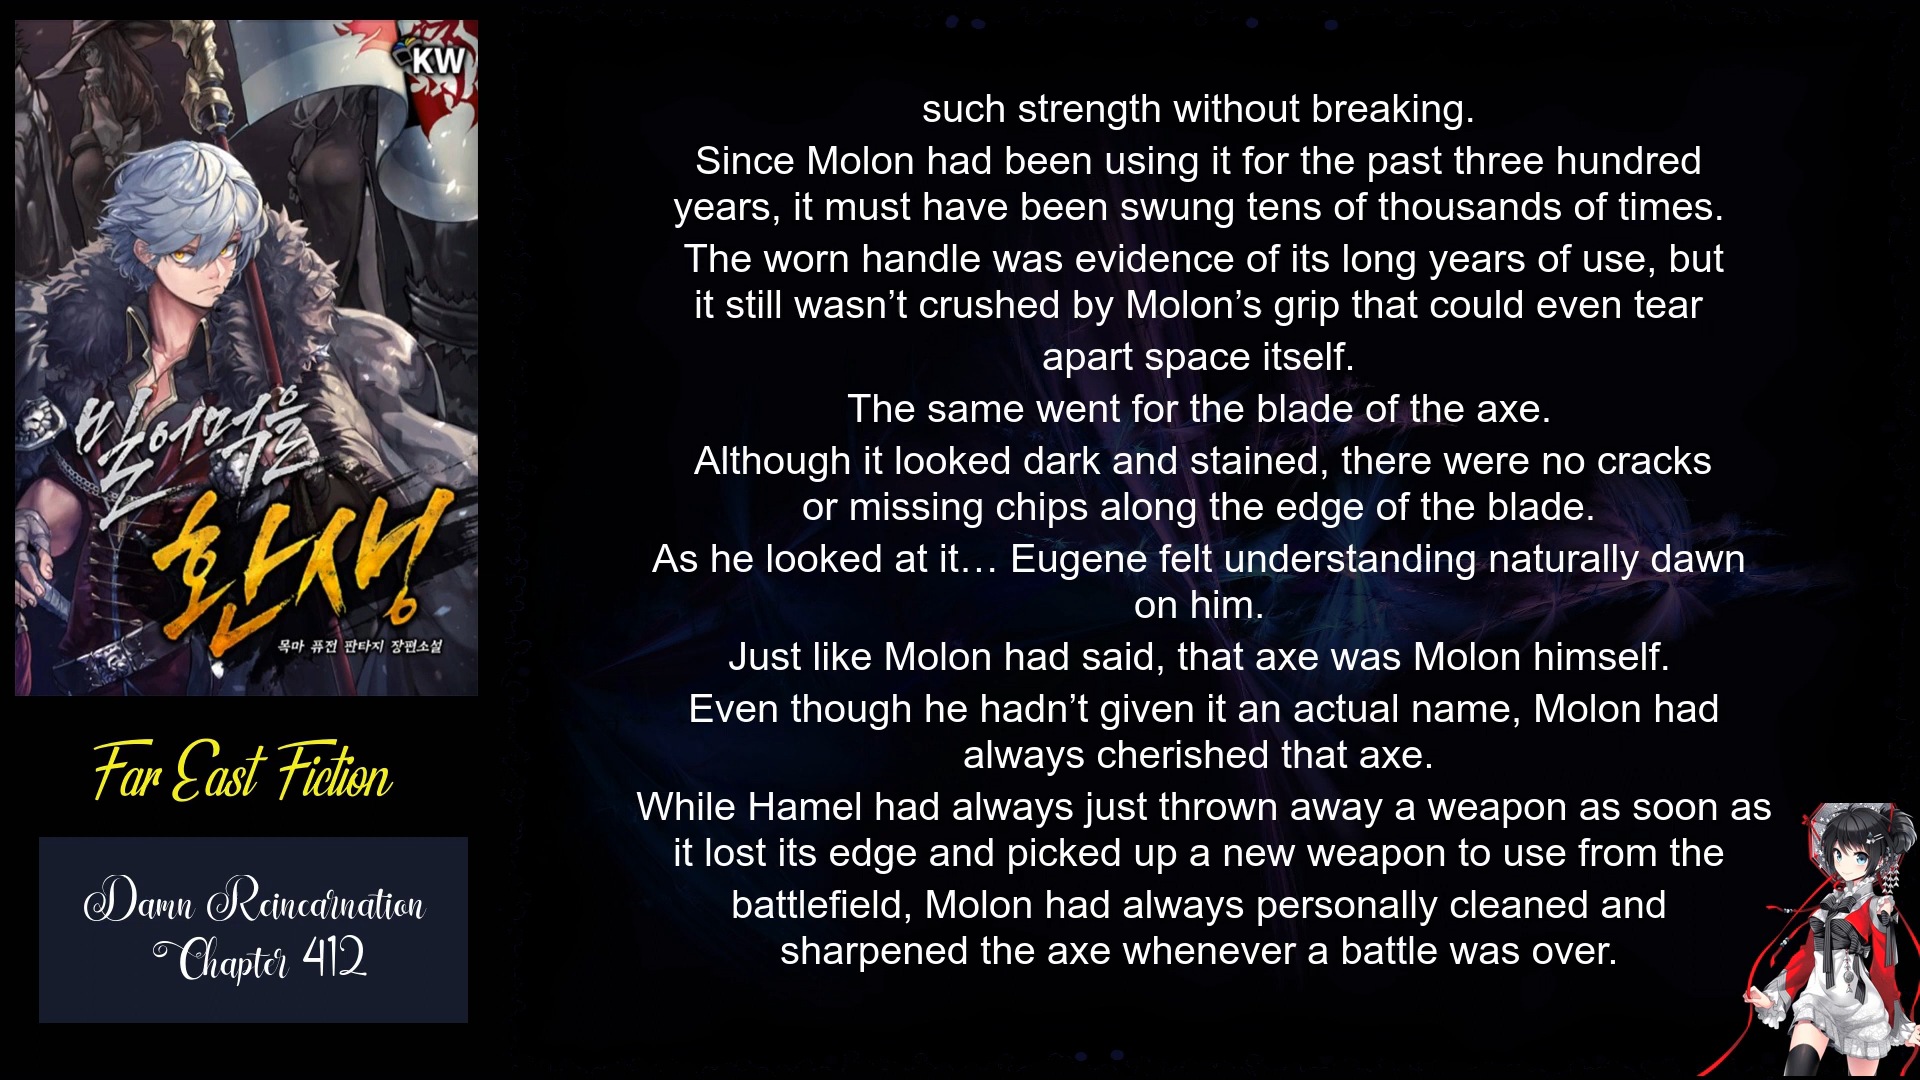 KW
빌어먹을
환생
목마 퓨전 판타지 장편소설
Far East Fiction
Damn Reincarnation
Chapter 412
such strength without breaking.
Since Molon had been using it for the past three hundred
years, it must have been swung tens of thousands of times.
The worn handle was evidence of its long years of use, but
it still wasn’t crushed by Molon’s grip that could even tear
apart space itself.
The same went for the blade of the axe.
Although it looked dark and stained, there were no cracks
or missing chips along the edge of the blade.
As he looked at it… Eugene felt understanding naturally dawn
on him.
Just like Molon had said, that axe was Molon himself.
Even though he hadn’t given it an actual name, Molon had
always cherished that axe.
While Hamel had always just thrown away a weapon as soon as
it lost its edge and picked up a new weapon to use from the
battlefield, Molon had always personally cleaned and
sharpened the axe whenever a battle was over.